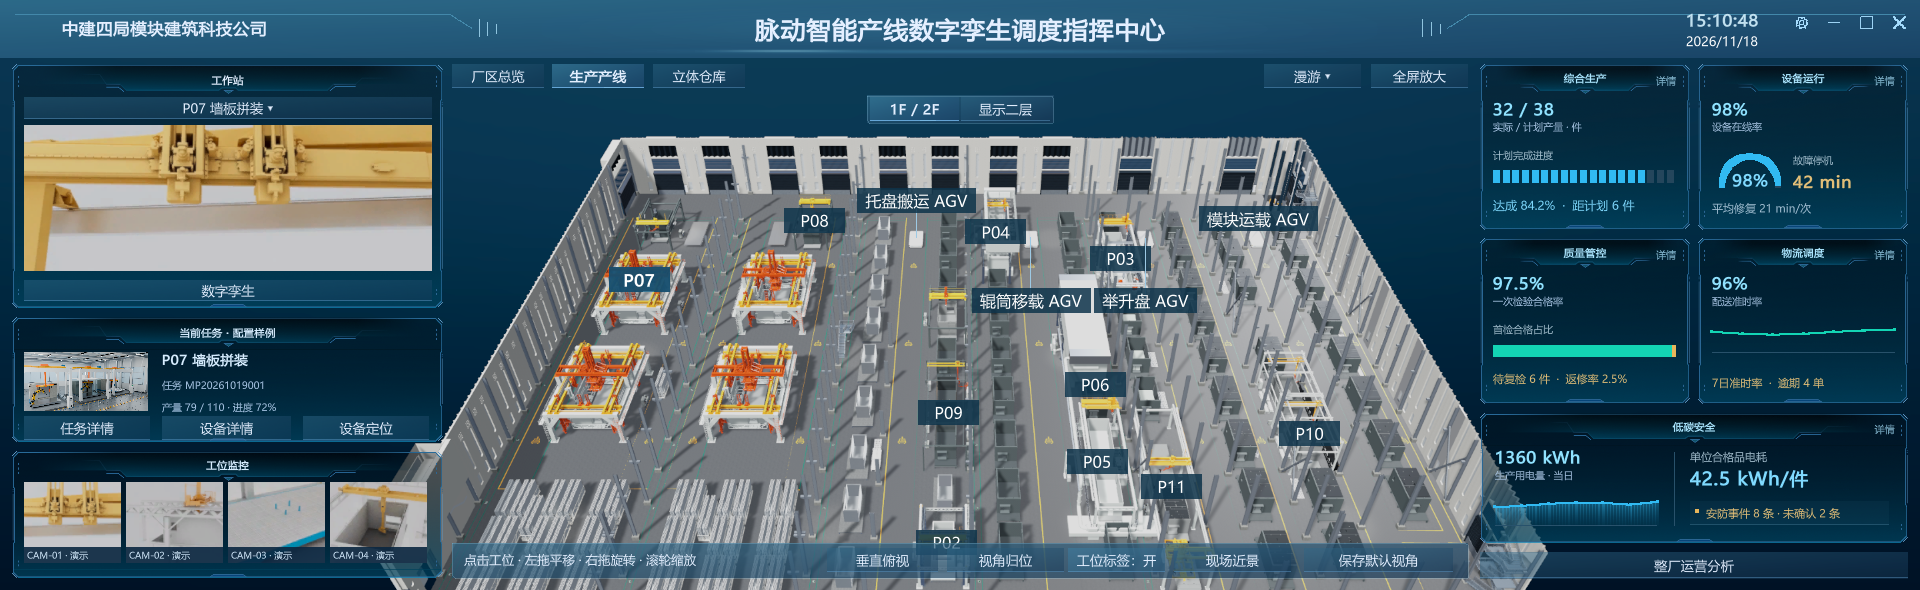 中建四局模块建筑科技公司
脉动智能产线数字孪生调度指挥中心
15:10:48
2026/11/18
工作站
P07 墙板拼装 ▾
数字孪生
当前任务 · 配置样例
P07 墙板拼装
任务 MP20261019001
产量 79 / 110 · 进度 72%
任务详情
设备详情
设备定位
工位监控
CAM-01 · 演示
CAM-02 · 演示
CAM-03 · 演示
CAM-04 · 演示
厂区总览
生产产线
立体仓库
漫游 ▾
全屏放大
1F / 2F
显示二层
托盘搬运 AGV
P08
P04
模块运载 AGV
P03
P07
辊筒移载 AGV
举升盘 AGV
P06
P09
P10
P05
P11
P02
点击工位 · 左拖平移 · 右拖旋转 · 滚轮缩放
垂直俯视
视角归位
工位标签：开
现场近景
保存默认视角
综合生产
详情
32 / 38
实际 / 计划产量 · 件
计划完成进度
达成 84.2% · 距计划 6 件
设备运行
详情
98%
设备在线率
98%
故障停机
42 min
平均修复 21 min/次
质量管控
详情
97.5%
一次检验合格率
首检合格占比
待复检 6 件 · 返修率 2.5%
物流调度
详情
96%
配送准时率
7日准时率 · 逾期 4 单
低碳安全
详情
1360 kWh
生产用电量 · 当日
单位合格品电耗
42.5 kWh/件
安防事件 8 条 · 未确认 2 条
整厂运营分析